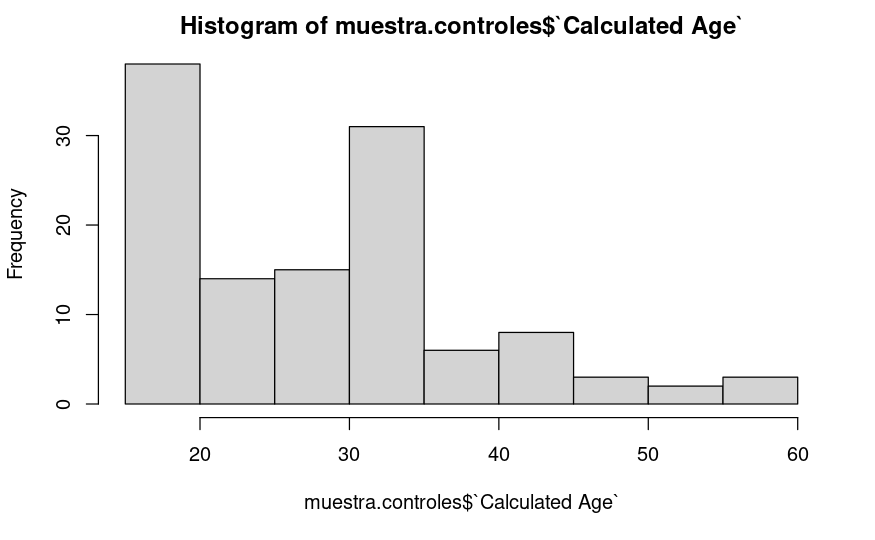 Histogram of muestra.controles$`Calculated Age`
Frequency
30
20
10
0
20 30 40 50 60
muestra.controles$`Calculated Age`